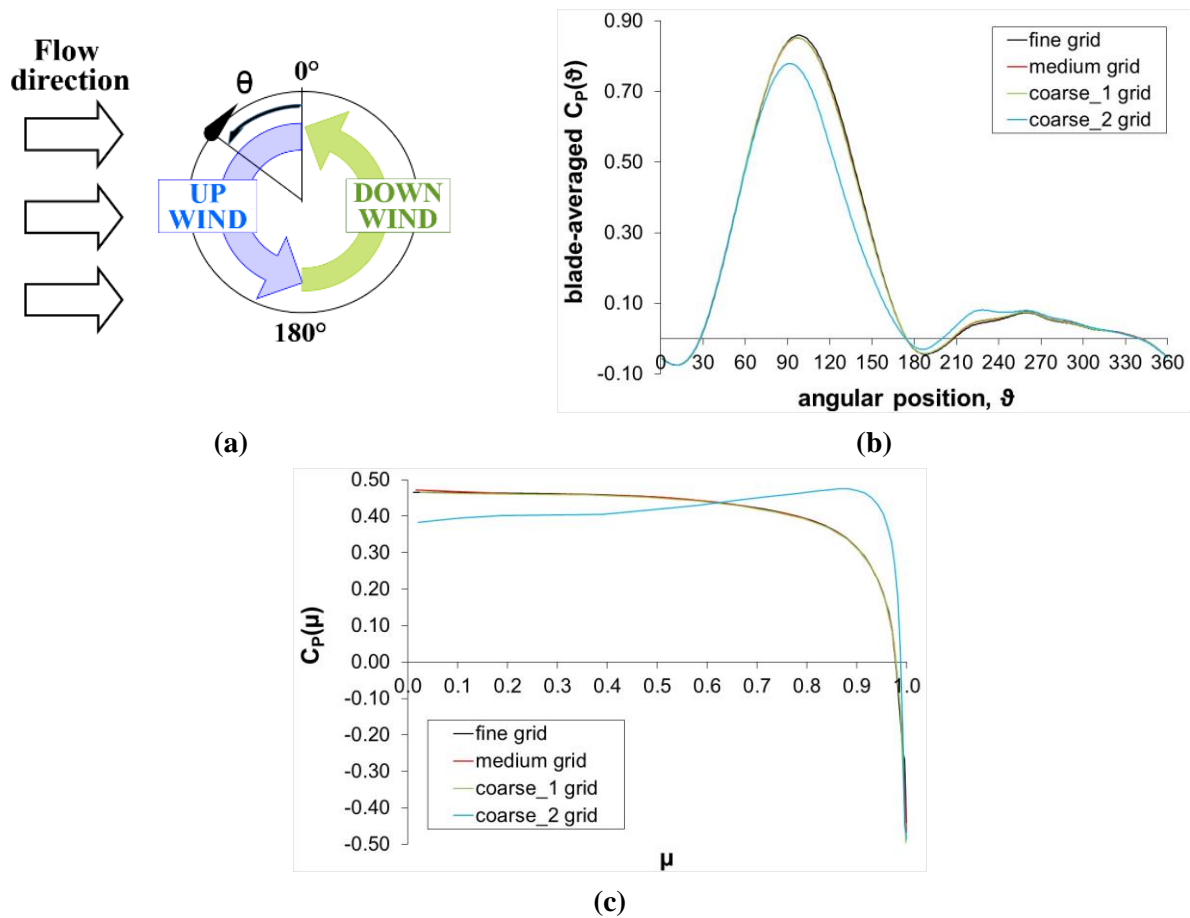 Flow
direction
θ
0°
UP
WIND
DOWN
WIND
180°
(a)
blade-averaged C_P(ϑ)
0.90
0.70
0.50
0.30
0.10
-0.10
0 30 60 90 120 150 180 210 240 270 300 330 360
angular position, ϑ
fine grid
medium grid
coarse_1 grid
coarse_2 grid
(b)
C_P(μ)
0.50
0.40
0.30
0.20
0.10
0.00
-0.10
-0.20
-0.30
-0.40
-0.50
0.0 0.1 0.2 0.3 0.4 0.5 0.6 0.7 0.8 0.9 1.0
fine grid
medium grid
coarse_1 grid
coarse_2 grid
μ
(c)